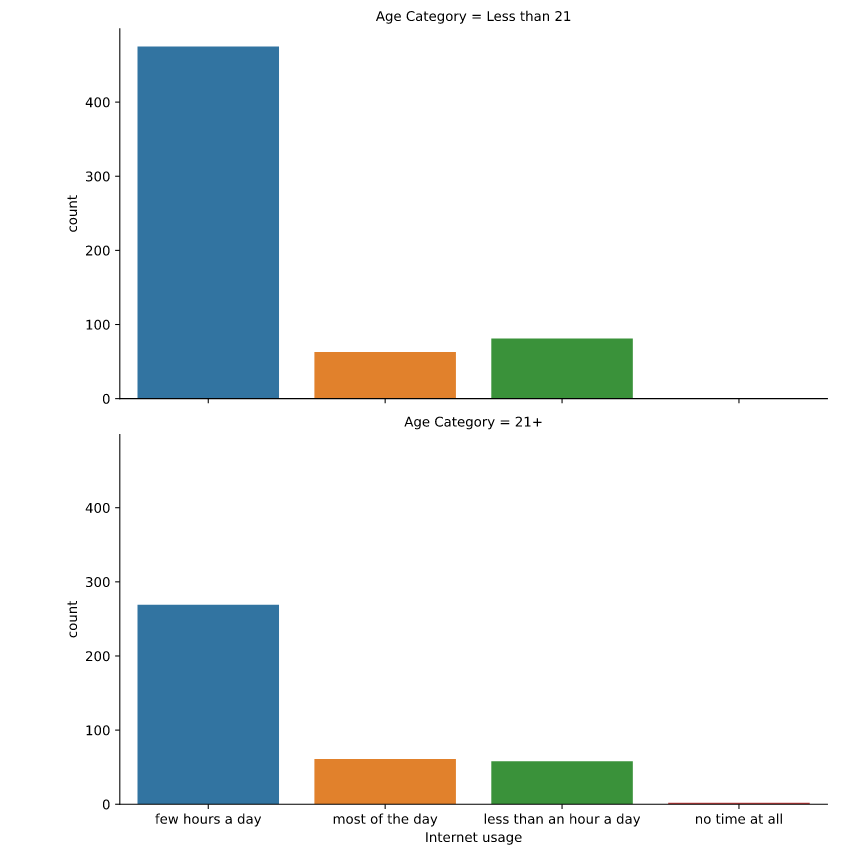 Age Category = Less than 21
400
300
200
100
0
count
Age Category = 21+
400
300
200
100
0
count
few hours a day
most of the day
less than an hour a day
no time at all
Internet usage